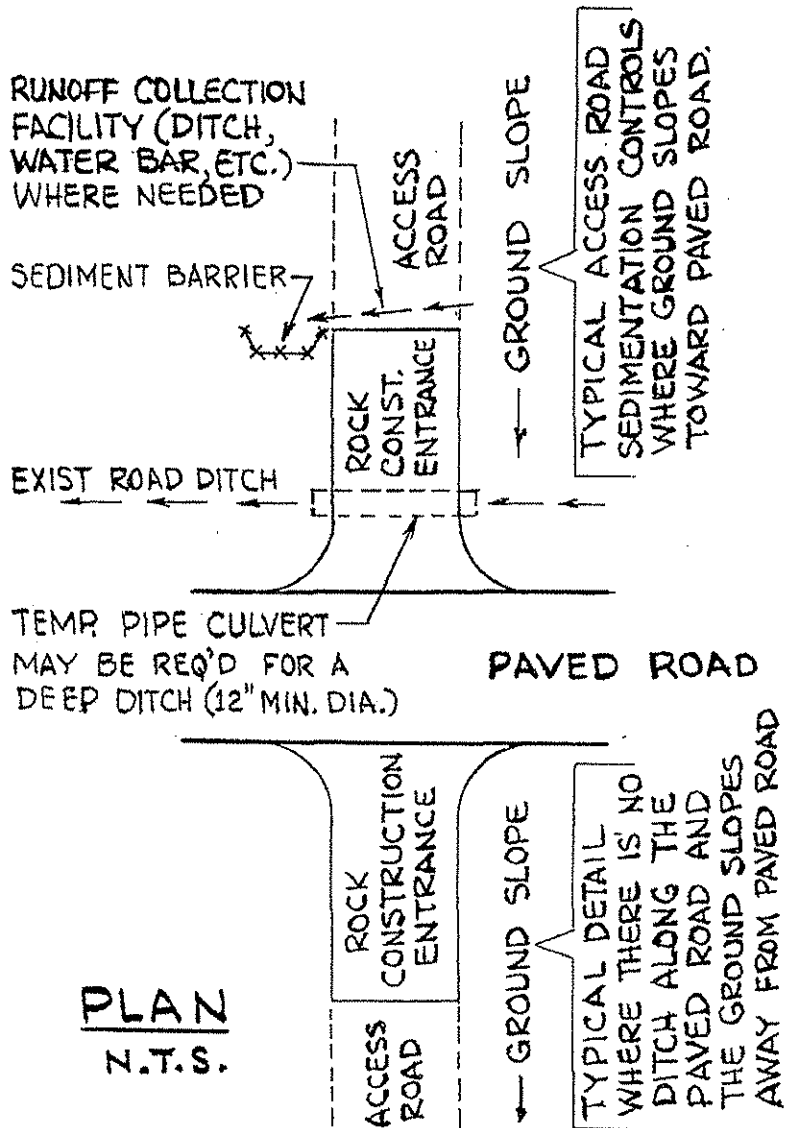 RUNOFF COLLECTION
FACILITY (DITCH,
WATER BAR, ETC.)
WHERE NEEDED
SEDIMENT BARRIER
ACCESS
ROAD
GROUND SLOPE
TYPICAL ACCESS ROAD
SEDIMENTATION CONTROLS
WHERE GROUND SLOPES
TOWARD PAVED ROAD.
ROCK
CONST.
ENTRANCE
EXIST ROAD DITCH
TEMP. PIPE CULVERT
MAY BE REQ'D FOR A
DEEP DITCH (12" MIN. DIA.)
PAVED ROAD
ROCK
CONSTRUCTION
ENTRANCE
GROUND SLOPE
TYPICAL DETAIL
WHERE THERE IS NO
DITCH ALONG THE
PAVED ROAD AND
THE GROUND SLOPES
AWAY FROM PAVED ROAD
PLAN
N.T.S.
ACCESS
ROAD